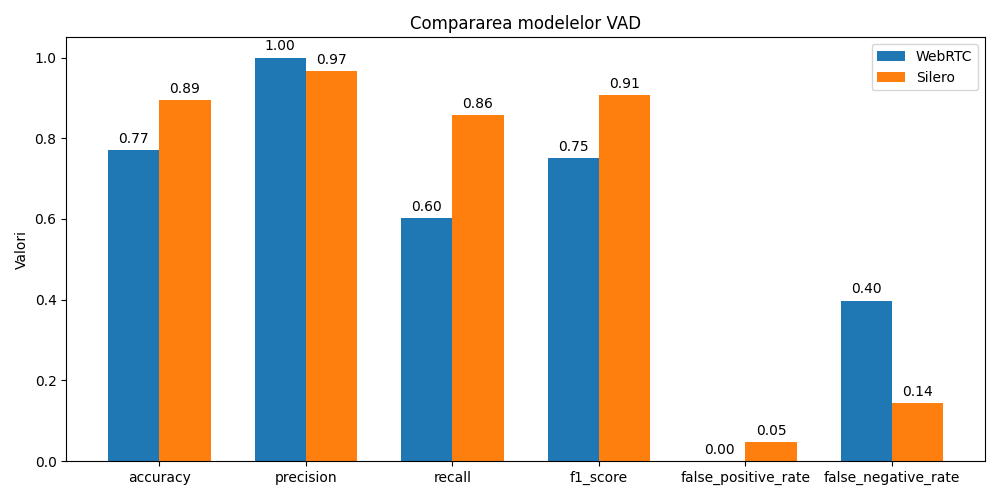 Compararea modelelor VAD
WebRTC
Silero
Valori
1.0
0.8
0.6
0.4
0.2
0.0
0.77
0.89
1.00
0.97
0.60
0.86
0.75
0.91
0.00
0.05
0.40
0.14
accuracy
precision
recall
f1_score
false_positive_rate
false_negative_rate